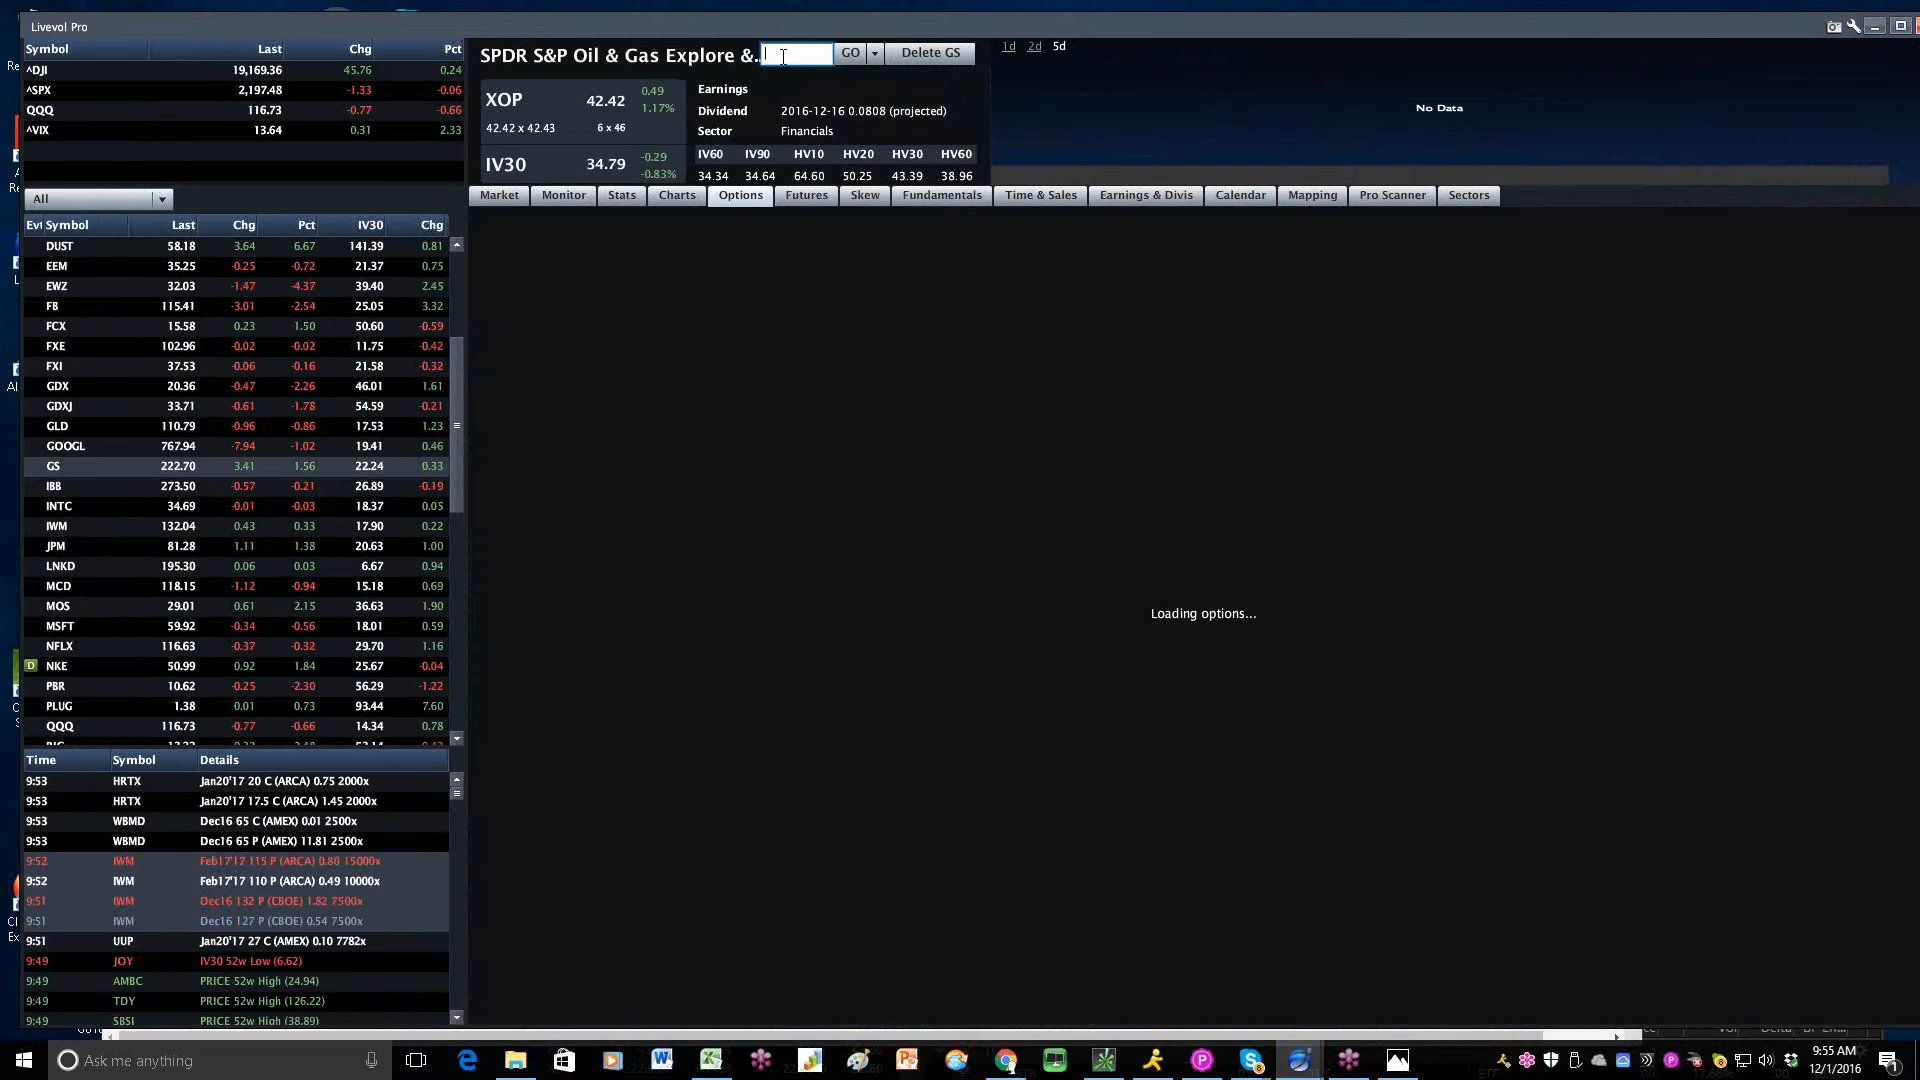 Livevol Pro
Symbol Last Chg Pct
^DJI 19,169.36 45.76 0.24
^SPX 2,197.48 -1.33 -0.06
QQQ 116.73 -0.77 -0.66
^VIX 13.64 0.31 2.33
SPDR S&P Oil & Gas Explore &.. GO Delete GS
XOP 42.42 0.49 1.17%
42.42 x 42.43 6 x 46
IV30 34.79 -0.29 -0.83%
Earnings
Dividend 2016-12-16 0.0808 (projected)
Sector Financials
IV60 IV90 HV10 HV20 HV30 HV60
34.34 34.64 64.60 50.25 43.39 38.96
1d 2d 5d
No Data
Market Monitor Stats Charts Options Futures Skew Fundamentals Time & Sales Earnings & Divis Calendar Mapping Pro Scanner Sectors
All
Evt Symbol Last Chg Pct IV30 Chg
DUST 58.18 3.64 6.67 141.39 0.81
EEM 35.25 -0.25 -0.72 21.37 0.75
EWZ 32.03 -1.47 -4.37 39.40 2.45
FB 115.41 -3.01 -2.54 25.05 3.32
FCX 15.58 0.23 1.50 50.60 -0.59
FXE 102.96 -0.02 -0.02 11.75 -0.42
FXI 37.53 -0.06 -0.16 21.58 -0.32
GDX 20.36 -0.47 -2.26 46.01 1.61
GDXJ 33.71 -0.61 -1.78 54.59 -0.21
GLD 110.79 -0.96 -0.86 17.53 1.23
GOOGL 767.94 -7.94 -1.02 19.41 0.46
GS 222.70 3.41 1.56 22.24 0.33
IBB 273.50 -0.57 -0.21 26.89 -0.19
INTC 34.69 -0.01 -0.03 18.37 0.05
IWM 132.04 0.43 0.33 17.90 0.22
JPM 81.28 1.11 1.38 20.63 1.00
LNKD 195.30 0.06 0.03 6.67 0.94
MCD 118.15 -1.12 -0.94 15.18 0.69
MOS 29.01 0.61 2.15 36.63 1.90
MSFT 59.92 -0.34 -0.56 18.01 0.59
NFLX 116.63 -0.37 -0.32 29.70 1.16
D NKE 50.99 0.92 1.84 25.67 -0.04
PBR 10.62 -0.25 -2.30 56.29 -1.22
PLUG 1.38 0.01 0.73 93.44 7.60
QQQ 116.73 -0.77 -0.66 14.34 0.78
Loading options...
Time Symbol Details
9:53 HRTX Jan20'17 20 C (ARCA) 0.75 2000x
9:53 HRTX Jan20'17 17.5 C (ARCA) 1.45 2000x
9:53 WBMD Dec16 65 C (AMEX) 0.01 2500x
9:53 WBMD Dec16 65 P (AMEX) 11.81 2500x
9:52 IWM Feb17'17 115 P (ARCA) 0.80 15000x
9:52 IWM Feb17'17 110 P (ARCA) 0.49 10000x
9:51 IWM Dec16 132 P (CBOE) 1.82 7500x
9:51 IWM Dec16 127 P (CBOE) 0.54 7500x
9:51 UUP Jan20'17 27 C (AMEX) 0.10 7782x
9:49 JOY IV30 52w Low (6.62)
9:49 AMBC PRICE 52w High (24.94)
9:49 TDY PRICE 52w High (126.22)
9:49 SBSI PRICE 52w High (38.89)
Ask me anything
9:55 AM
12/1/2016